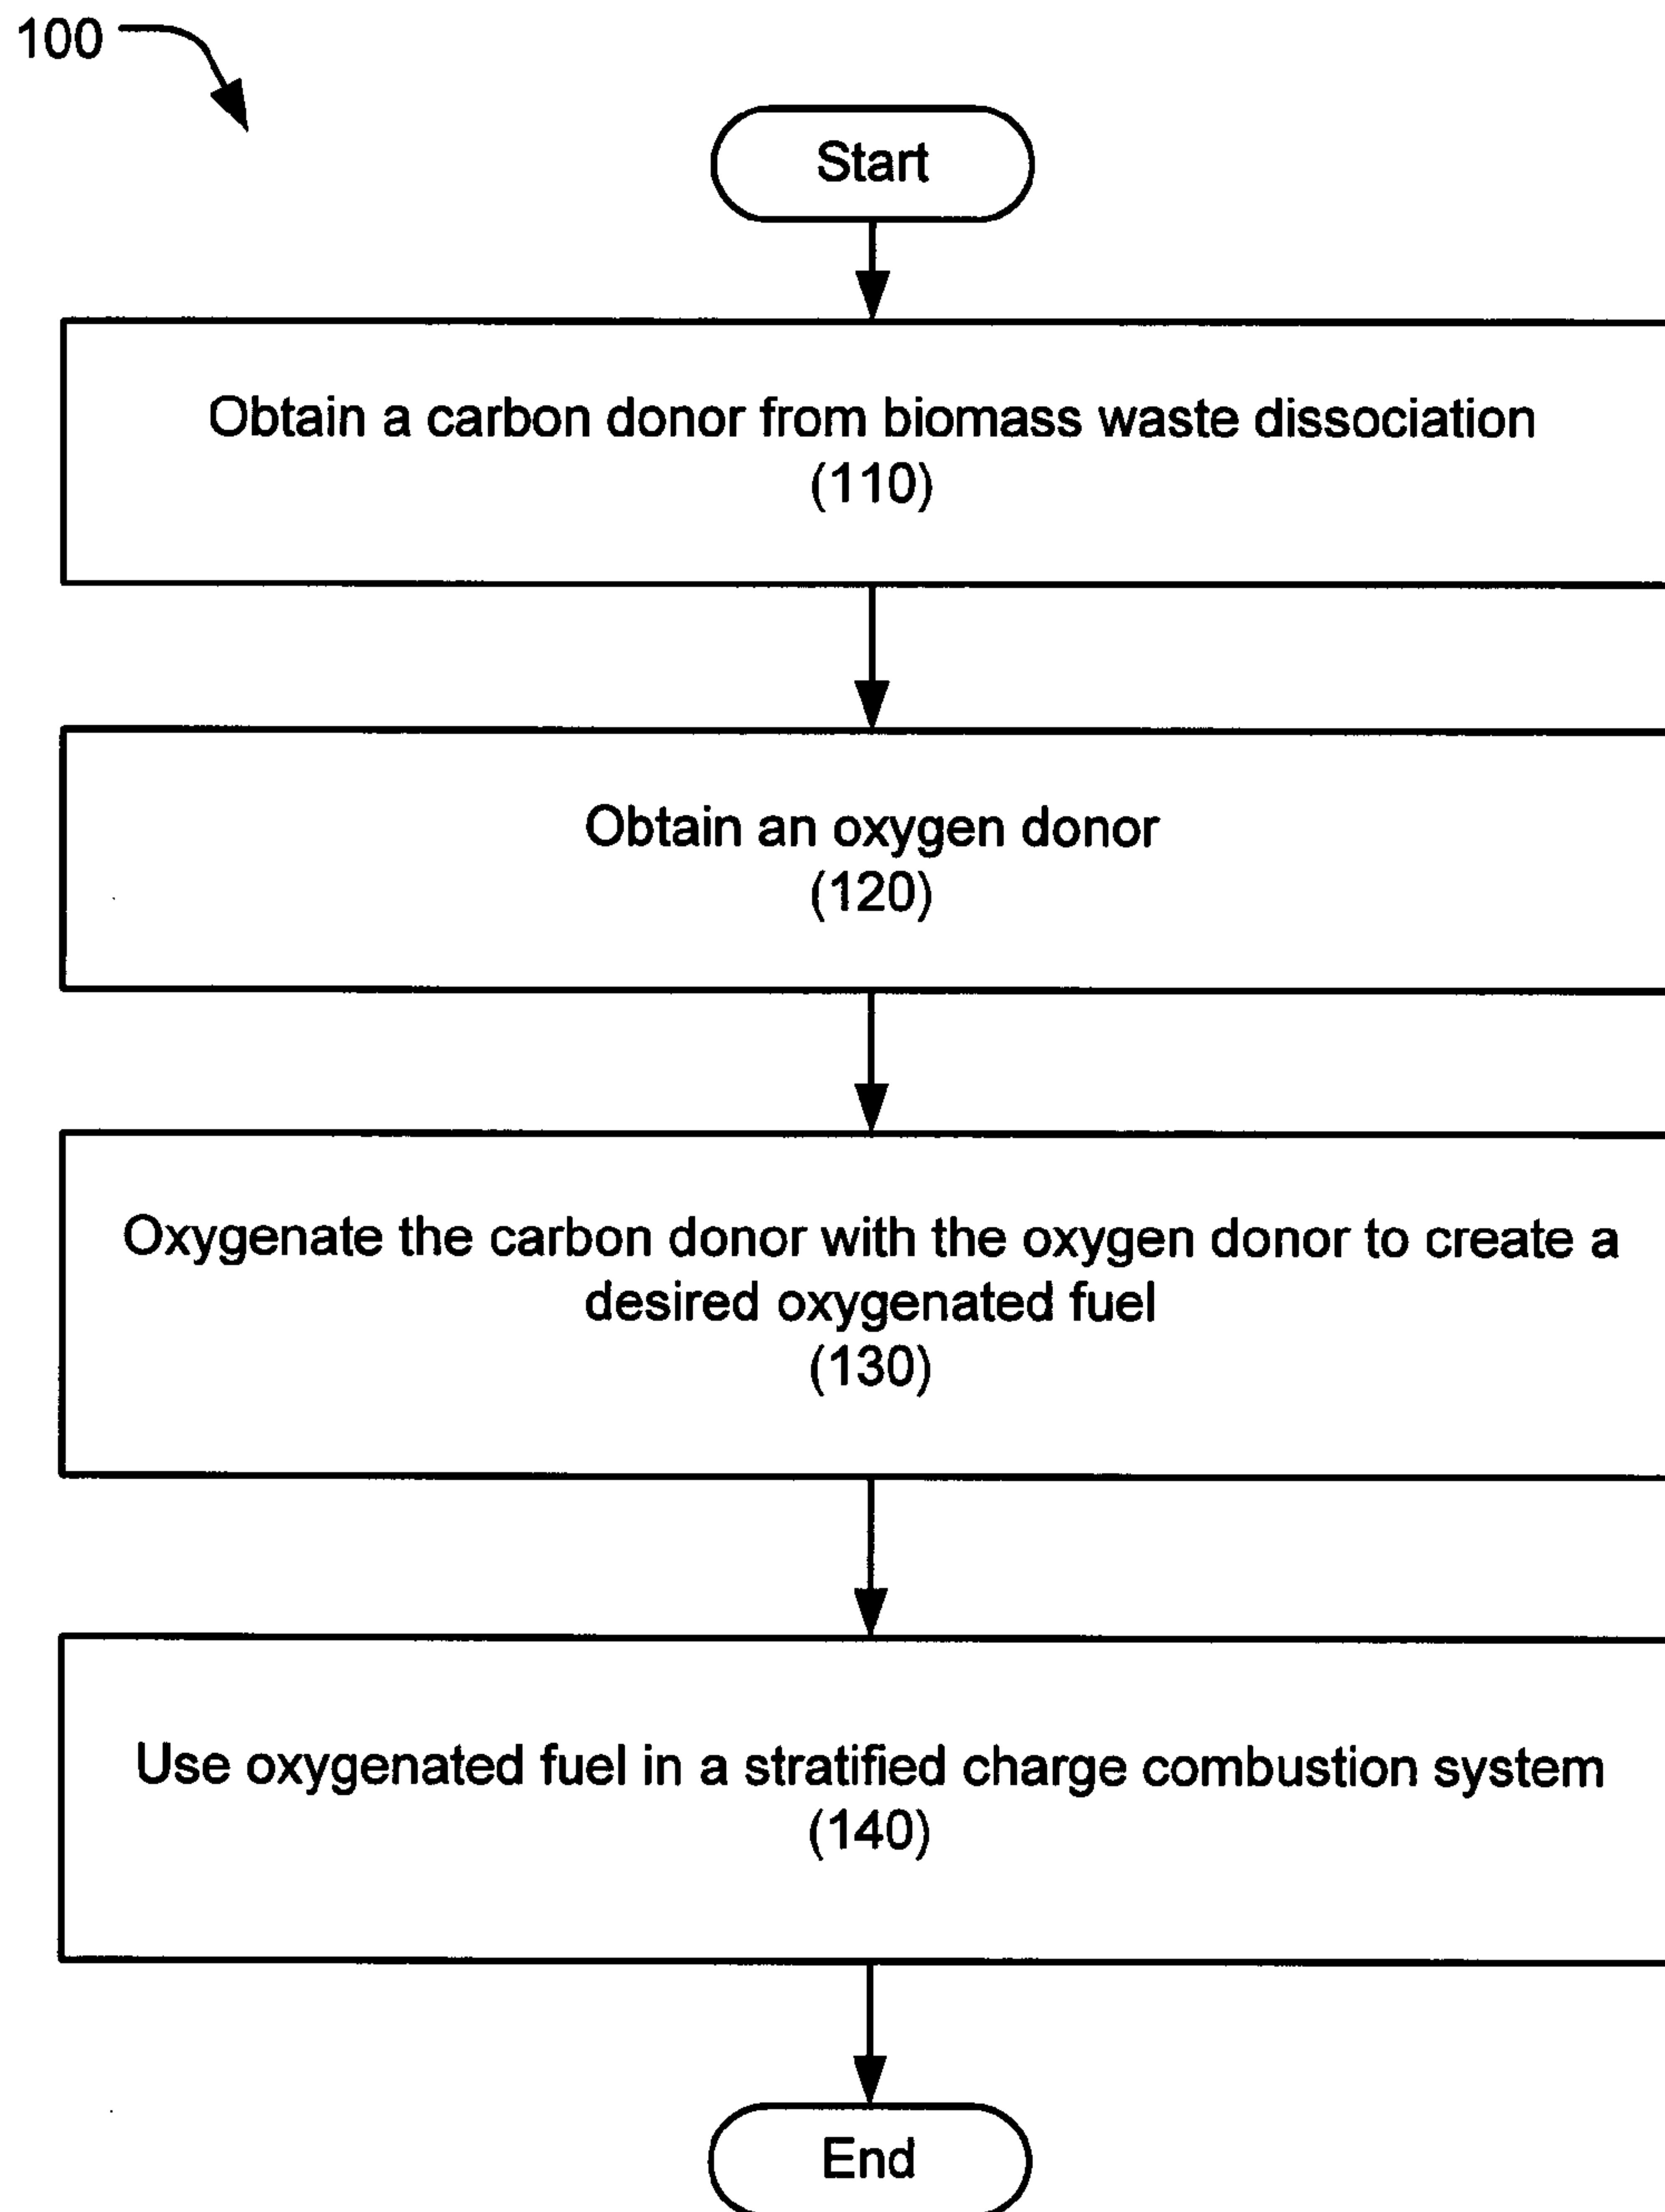 100
Start
Obtain a carbon donor from biomass waste dissociation
(110)
Obtain an oxygen donor
(120)
Oxygenate the carbon donor with the oxygen donor to create a
desired oxygenated fuel
(130)
Use oxygenated fuel in a stratified charge combustion system
(140)
End